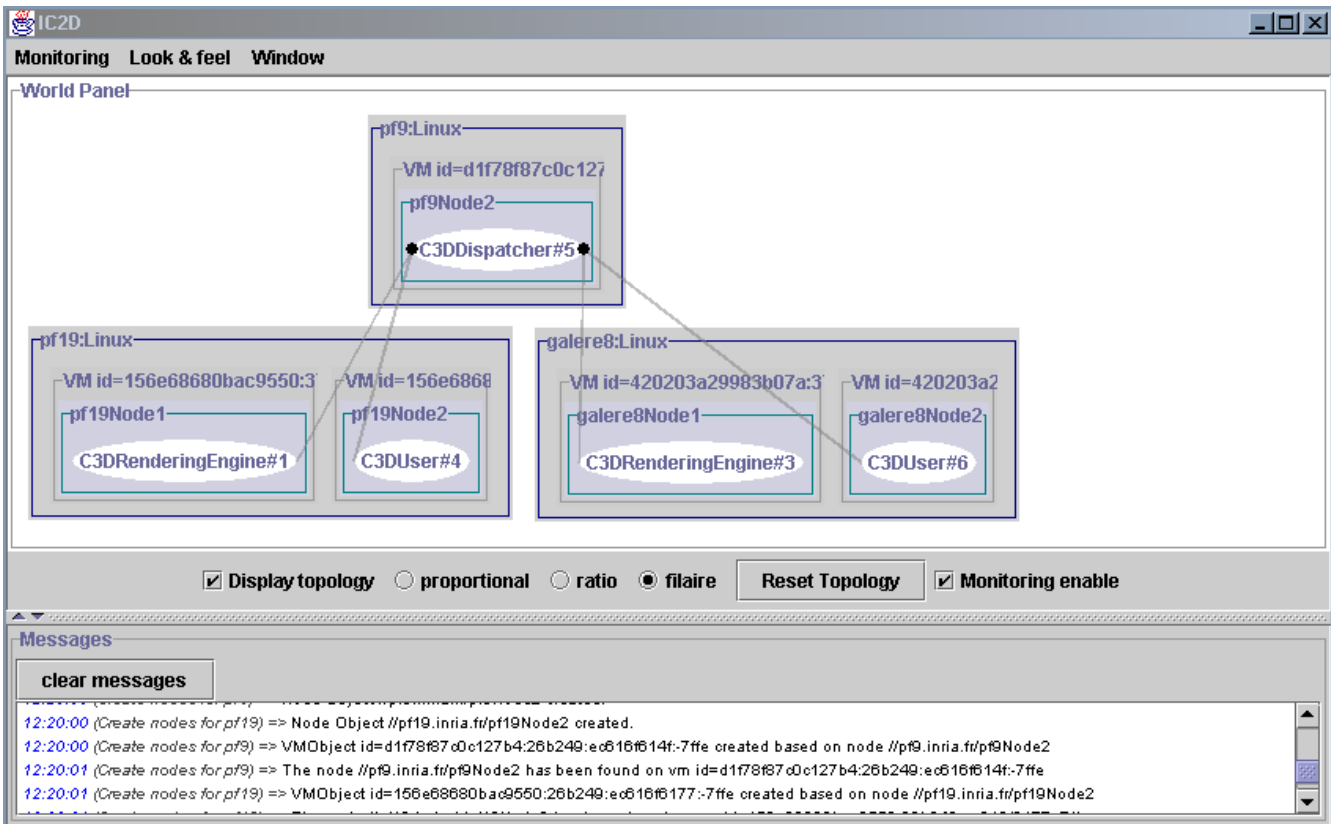 IC2D
Monitoring Look & feel Window
World Panel
pf9:Linux
VM id=d1f78f87c0c127
pf9Node2
C3DDispatcher#5
pf19:Linux
VM id=156e68680bac9550:3
VM id=156e6868
pf19Node1
pf19Node2
C3DRenderingEngine#1
C3DUser#4
galere8:Linux
VM id=420203a29983b07a:3
VM id=420203a2
galere8Node1
galere8Node2
C3DRenderingEngine#3
C3DUser#6
Display topology proportional ratio filaire Reset Topology Monitoring enable
Messages
clear messages
12:20:00 (Create nodes for pf19) => Node Object //pf19.inria.fr/pf19Node2 created.
12:20:00 (Create nodes for pf9) => VMObject id=d1f78f87c0c127b4:26b249:ec616f614f:-7ffe created based on node //pf9.inria.fr/pf9Node2
12:20:01 (Create nodes for pf9) => The node //pf9.inria.fr/pf9Node2 has been found on vm id=d1f78f87c0c127b4:26b249:ec616f614f:-7ffe
12:20:01 (Create nodes for pf19) => VMObject id=156e68680bac9550:26b249:ec616f6177:-7ffe created based on node //pf19.inria.fr/pf19Node2